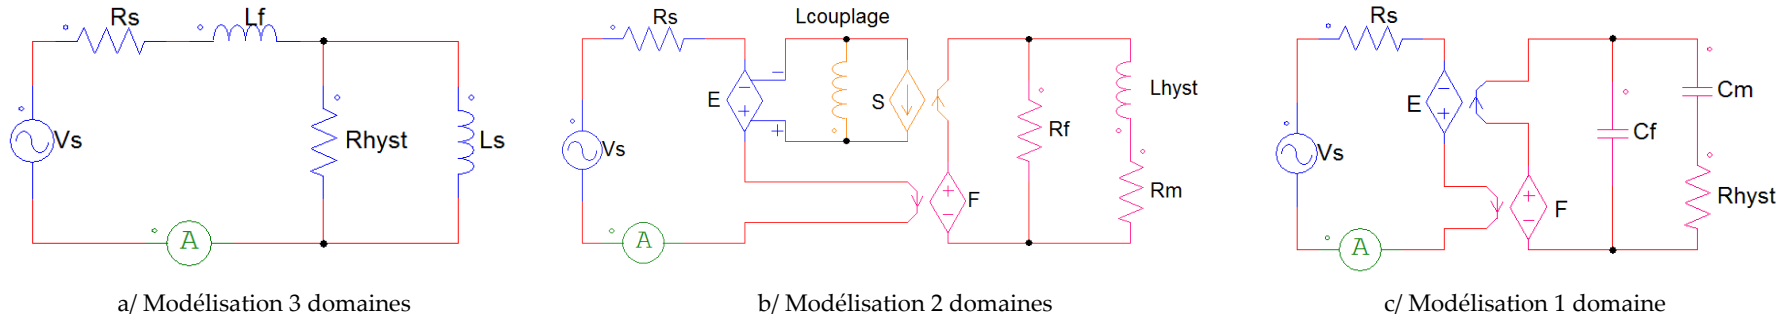 Rs
Lf
Vs
Rhyst
Ls
A
a/ Modélisation 3 domaines
Rs
Lcouplage
E
S
Vs
Rf
Lhyst
Rm
F
A
b/ Modélisation 2 domaines
Rs
E
Vs
Cf
Cm
F
Rhyst
A
c/ Modélisation 1 domaine